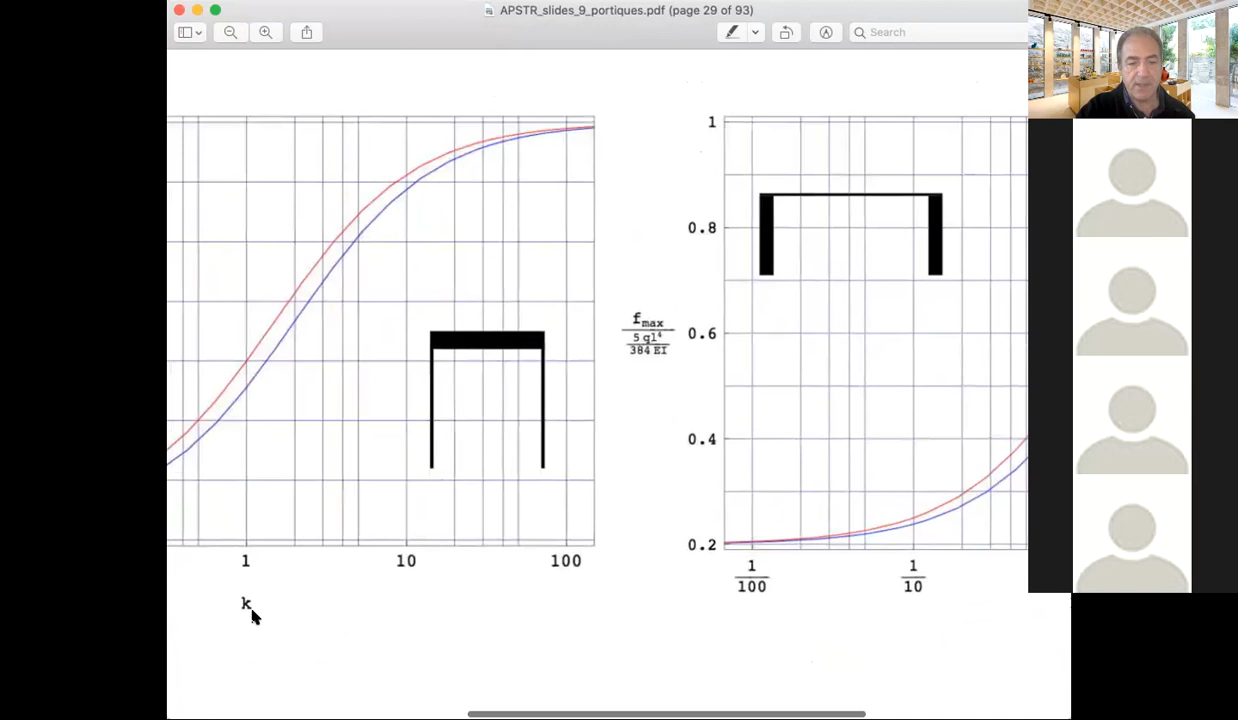 APSTR_slides_9_portiques.pdf (page 29 of 93)
Search
1
10
100
k
f max
5 ql⁴
384 EI
1
0.8
0.6
0.4
0.2
1
100
1
10